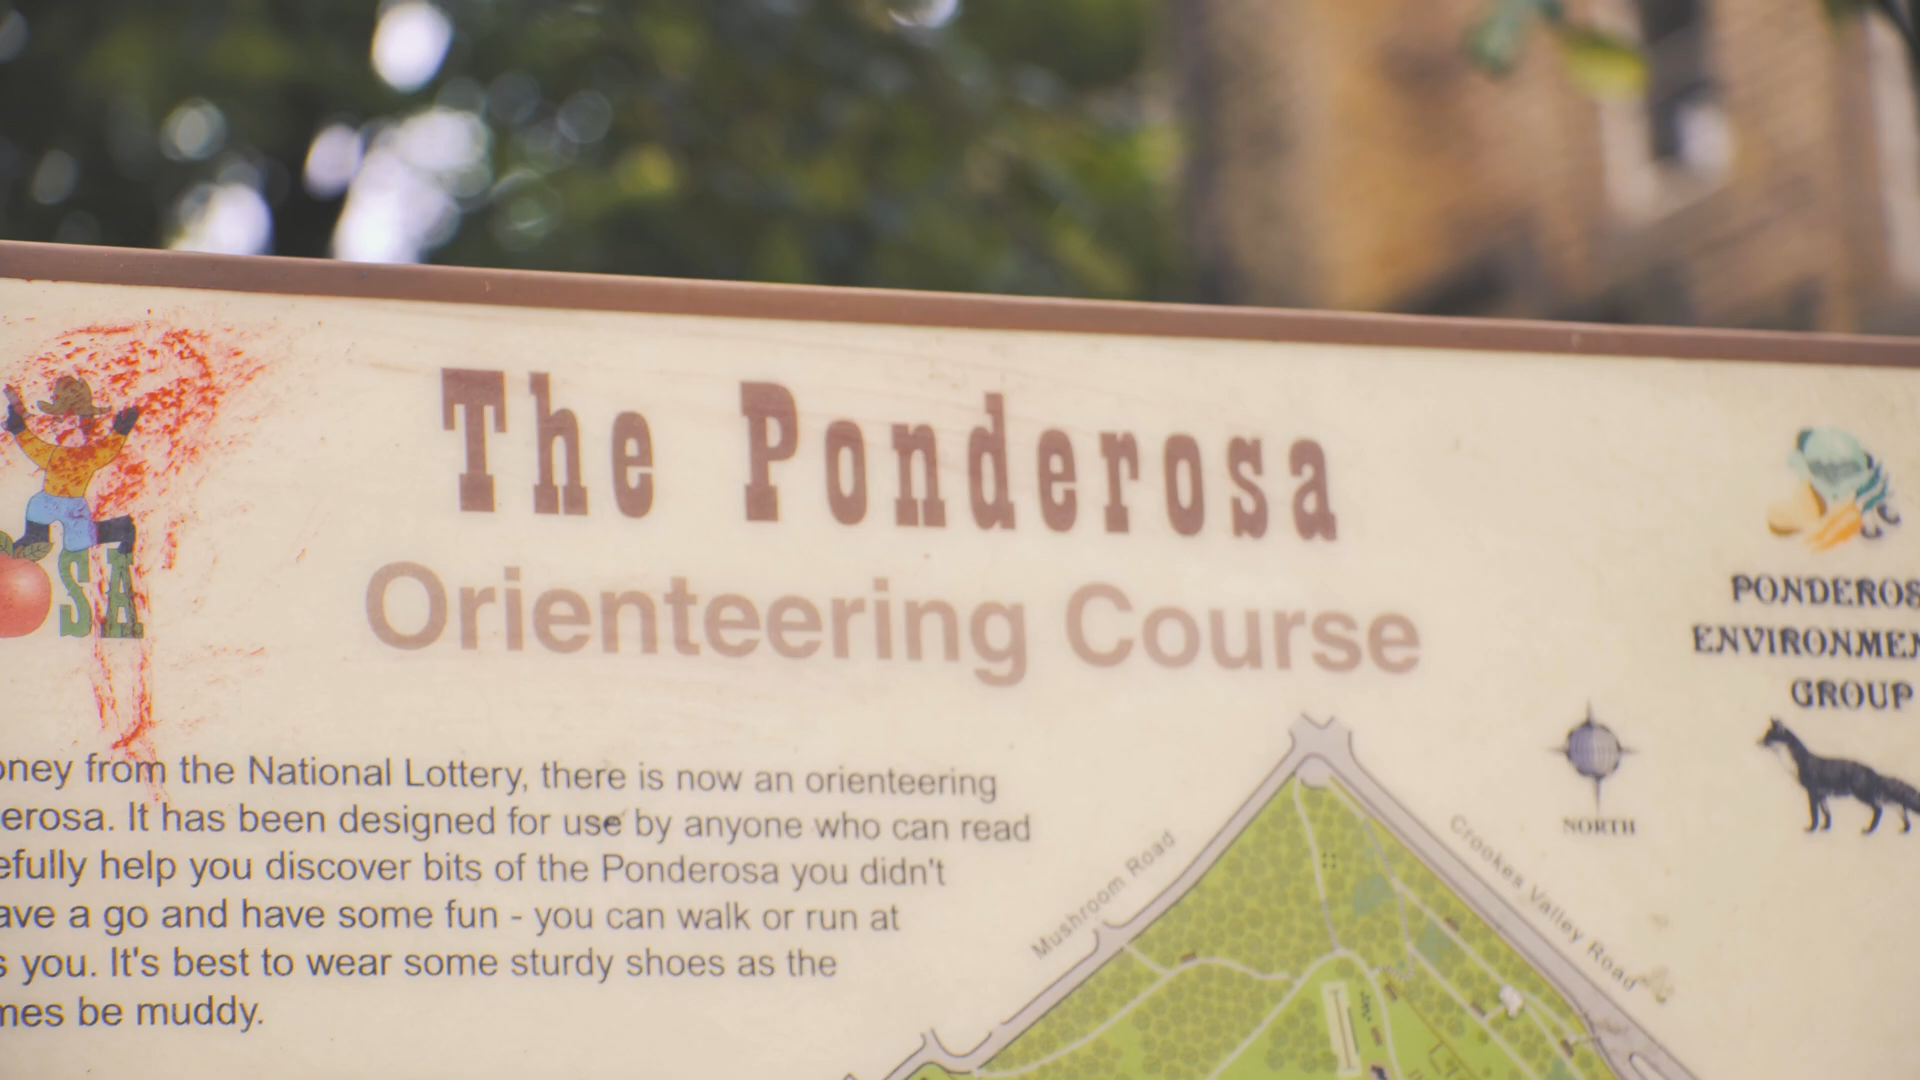 The Ponderosa
Orienteering Course
SA
PONDEROS
ENVIRONMEN
GROUP
NORTH
oney from the National Lottery, there is now an orienteering
erosa. It has been designed for use by anyone who can read
efully help you discover bits of the Ponderosa you didn't
ave a go and have some fun - you can walk or run at
s you. It's best to wear some sturdy shoes as the
mes be muddy.
Mushroom Road
Crookes Valley Road